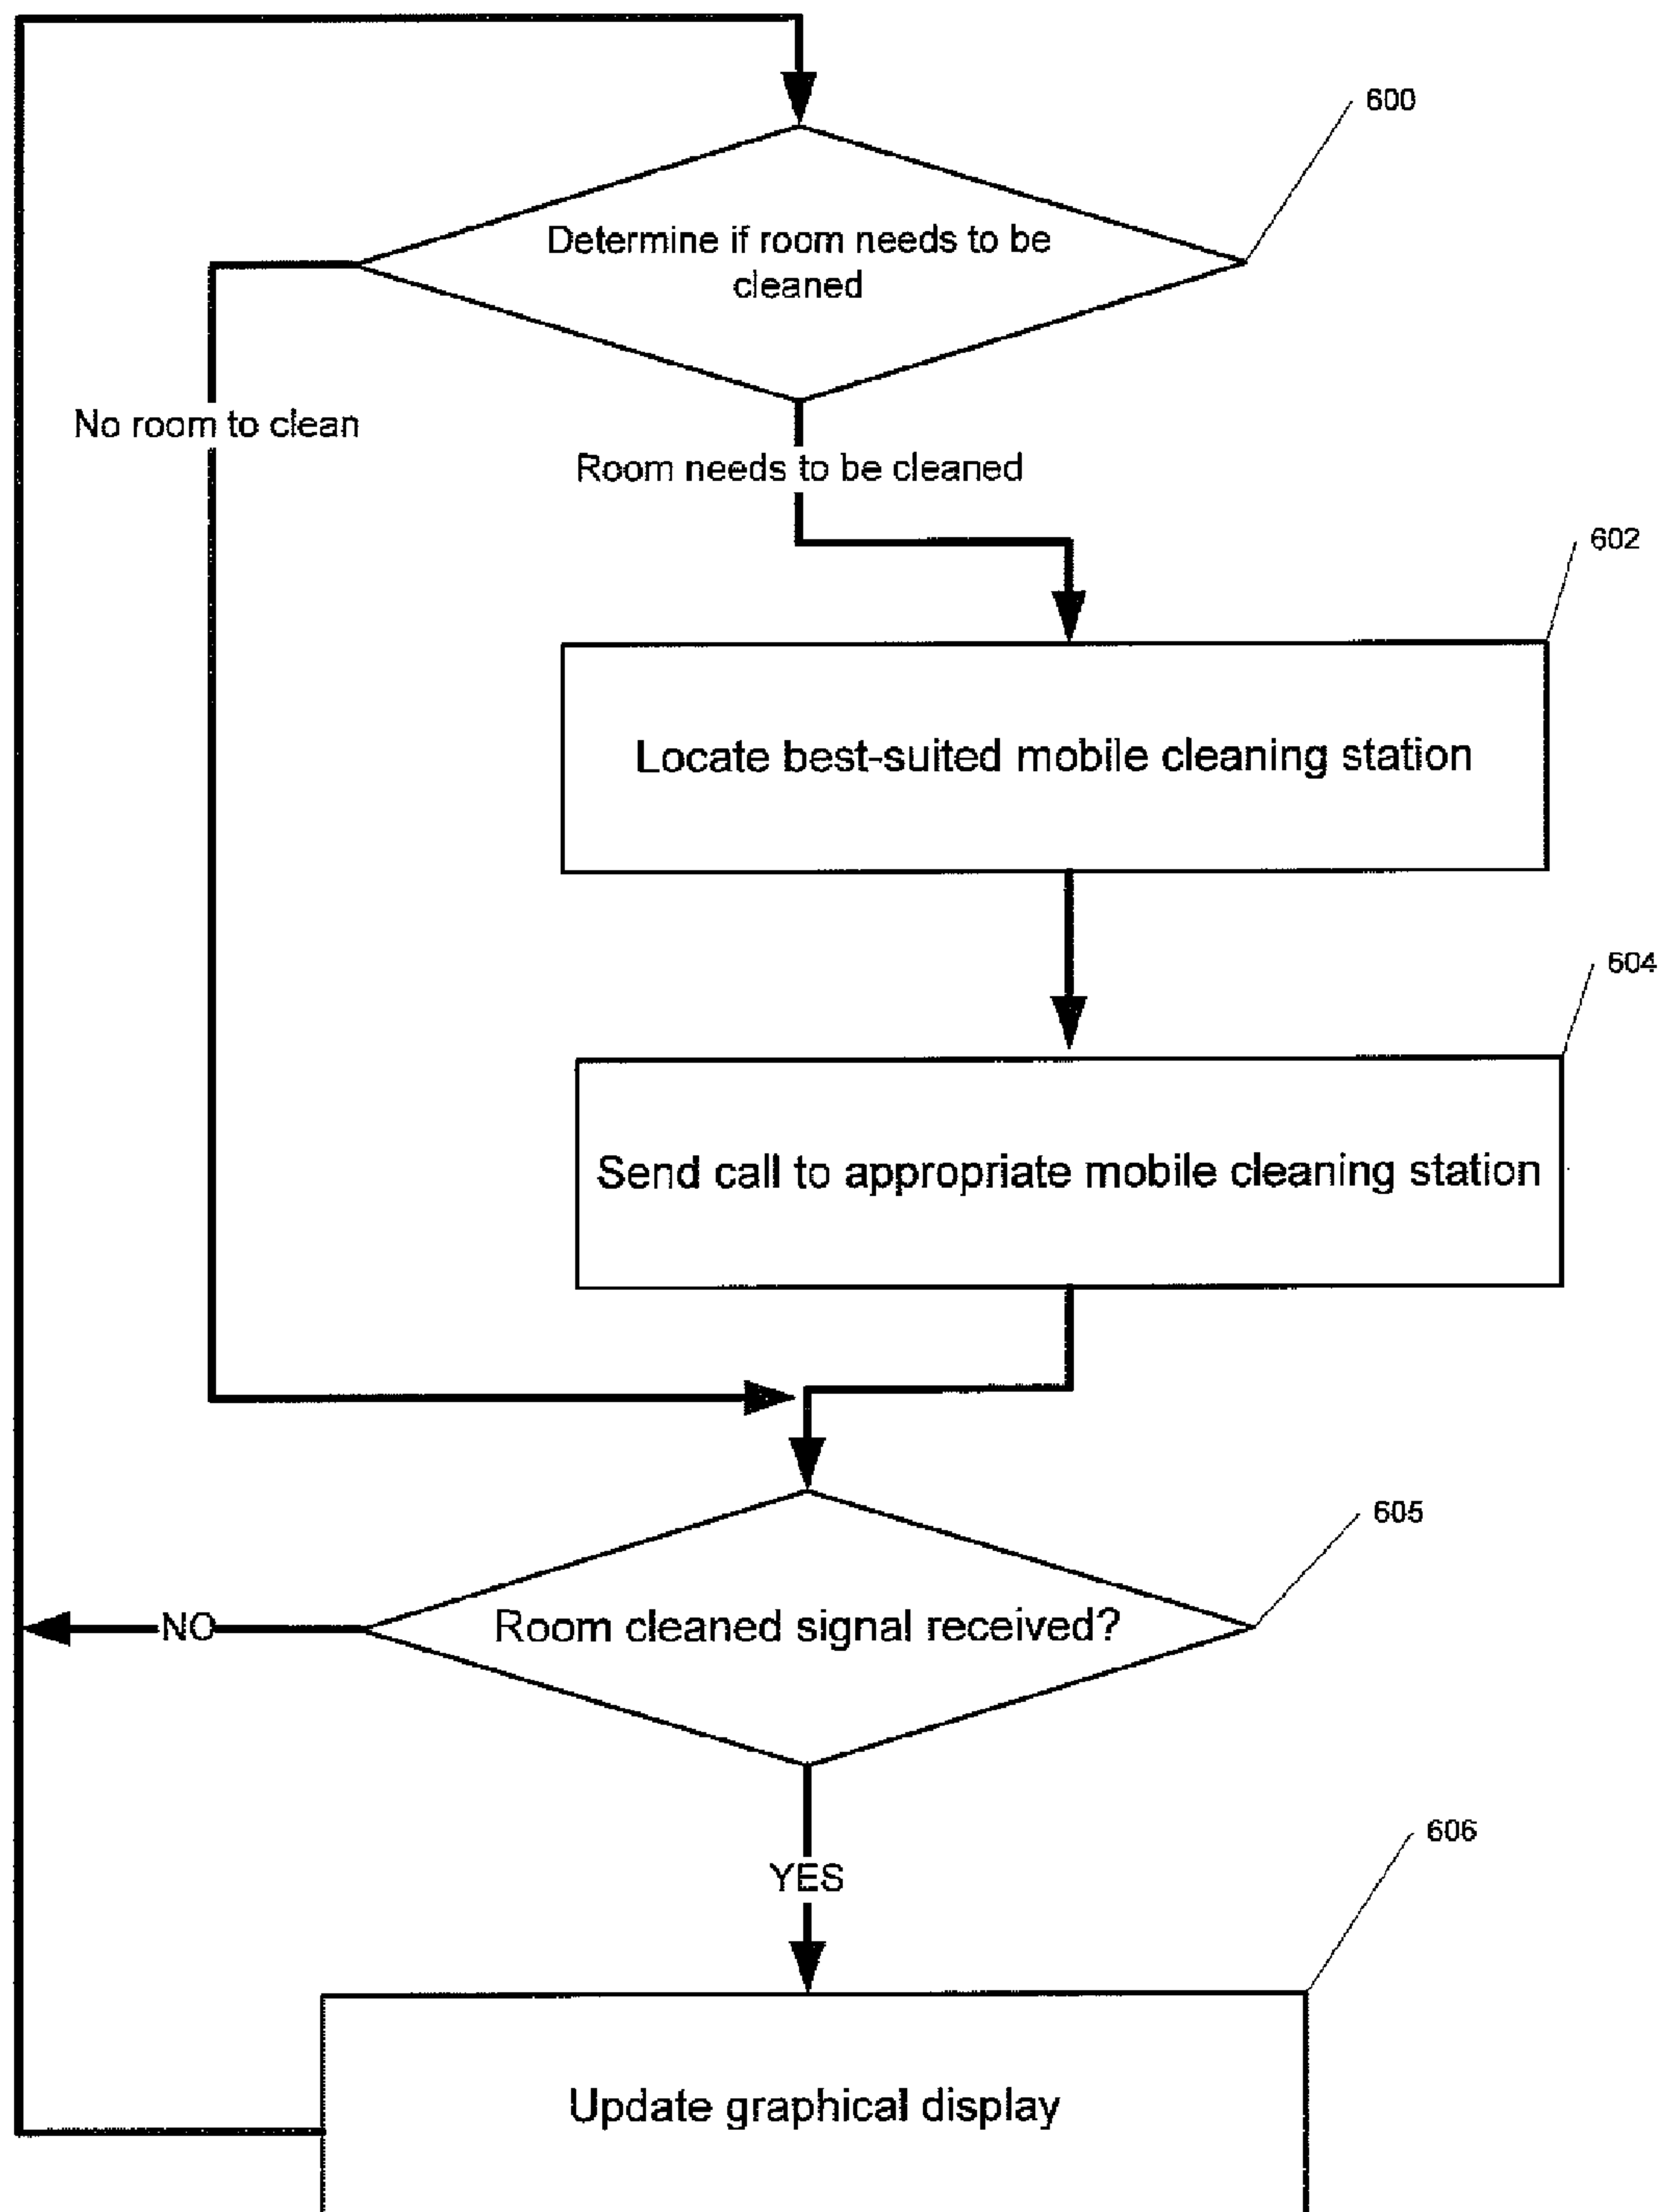 600
Determine if room needs to be
cleaned
No room to clean
Room needs to be cleaned
602
Locate best-suited mobile cleaning station
604
Send call to appropriate mobile cleaning station
605
Room cleaned signal received?
NO
606
YES
Update graphical display